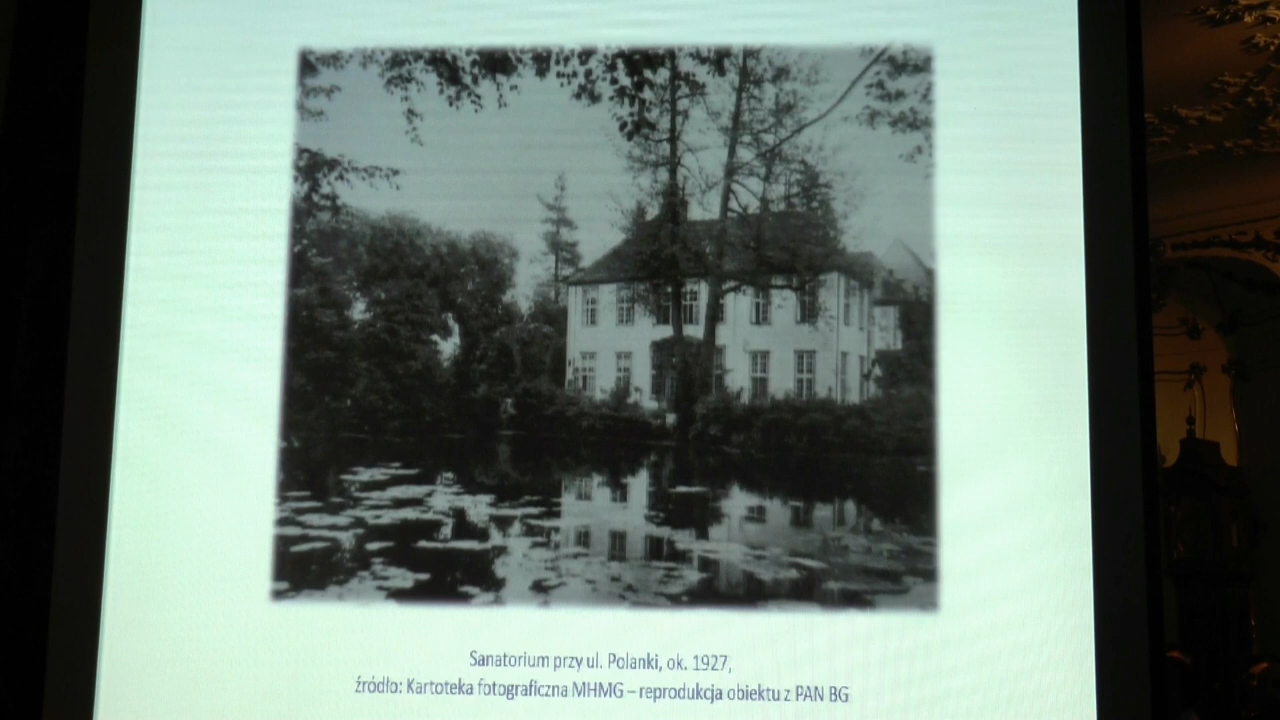 Sanatorium przy ul. Polanki, ok. 1927,
źródło: Kartoteka fotograficzna MHMG – reprodukcja obiektu z PAN BG